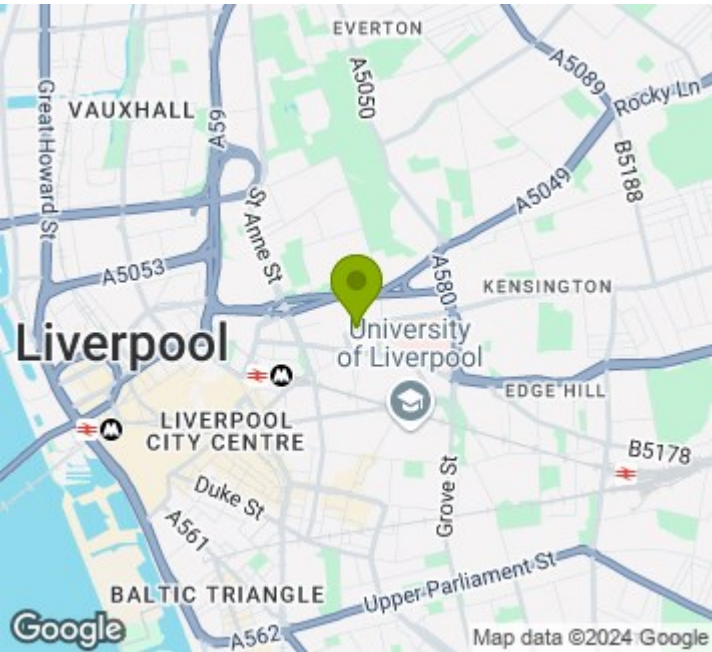 EVERTON
A5050
A5089
Rocky Ln
VAUXHALL
A59
Great Howard St
B5188
St Anne St
A5049
A5053
A580
KENSINGTON
Liverpool
University
of Liverpool
EDGE HILL
LIVERPOOL
CITY CENTRE
B5178
Duke St
Grove St
A561
BALTIC TRIANGLE
Upper Parliament St
A562
Google
Map data ©2024 Google